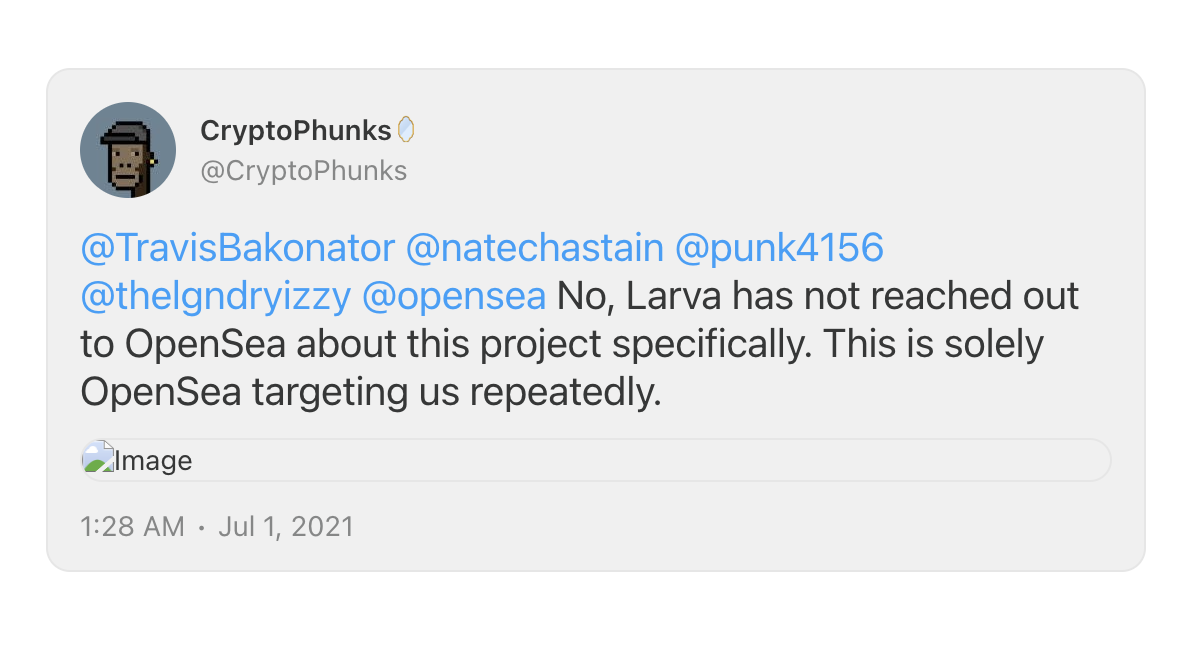 CryptoPhunks🪞
@CryptoPhunks
@TravisBakonator @natechastain @punk4156
@thelgndryizzy @opensea No, Larva has not reached out
to OpenSea about this project specifically. This is solely
OpenSea targeting us repeatedly.
Image
1:28 AM · Jul 1, 2021